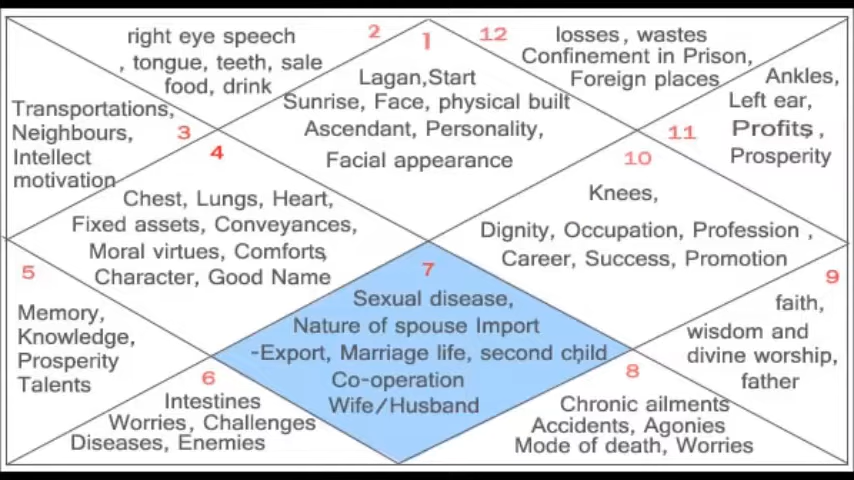 2
right eye speech
, tongue, teeth, sale
food, drink
1
Lagan,Start
Sunrise, Face, physical built
Ascendant, Personality,
Facial appearance
12
losses, wastes
Confinement in Prison,
Foreign places
11
Ankles,
Left ear,
Profits,
Prosperity
3
Transportations,
Neighbours,
Intellect
motivation
4
Chest, Lungs, Heart,
Fixed assets, Conveyances,
Moral virtues, Comforts,
Character, Good Name
10
Knees,
Dignity, Occupation, Profession ,
Career, Success, Promotion
5
Memory,
Knowledge,
Prosperity
Talents
7
Sexual disease,
Nature of spouse Import
-Export, Marriage life, second child
Co-operation
Wife/Husband
9
faith,
wisdom and
divine worship,
father
6
Intestines
Worries, Challenges
Diseases, Enemies
8
Chronic ailments
Accidents, Agonies
Mode of death, Worries